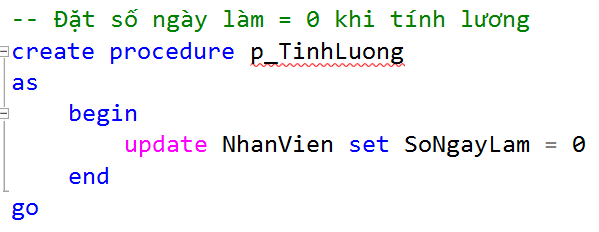 -- Đặt số ngày làm = 0 khi tính lương
create procedure p_TinhLuong
as
begin
update NhanVien set SoNgayLam = 0
end
go